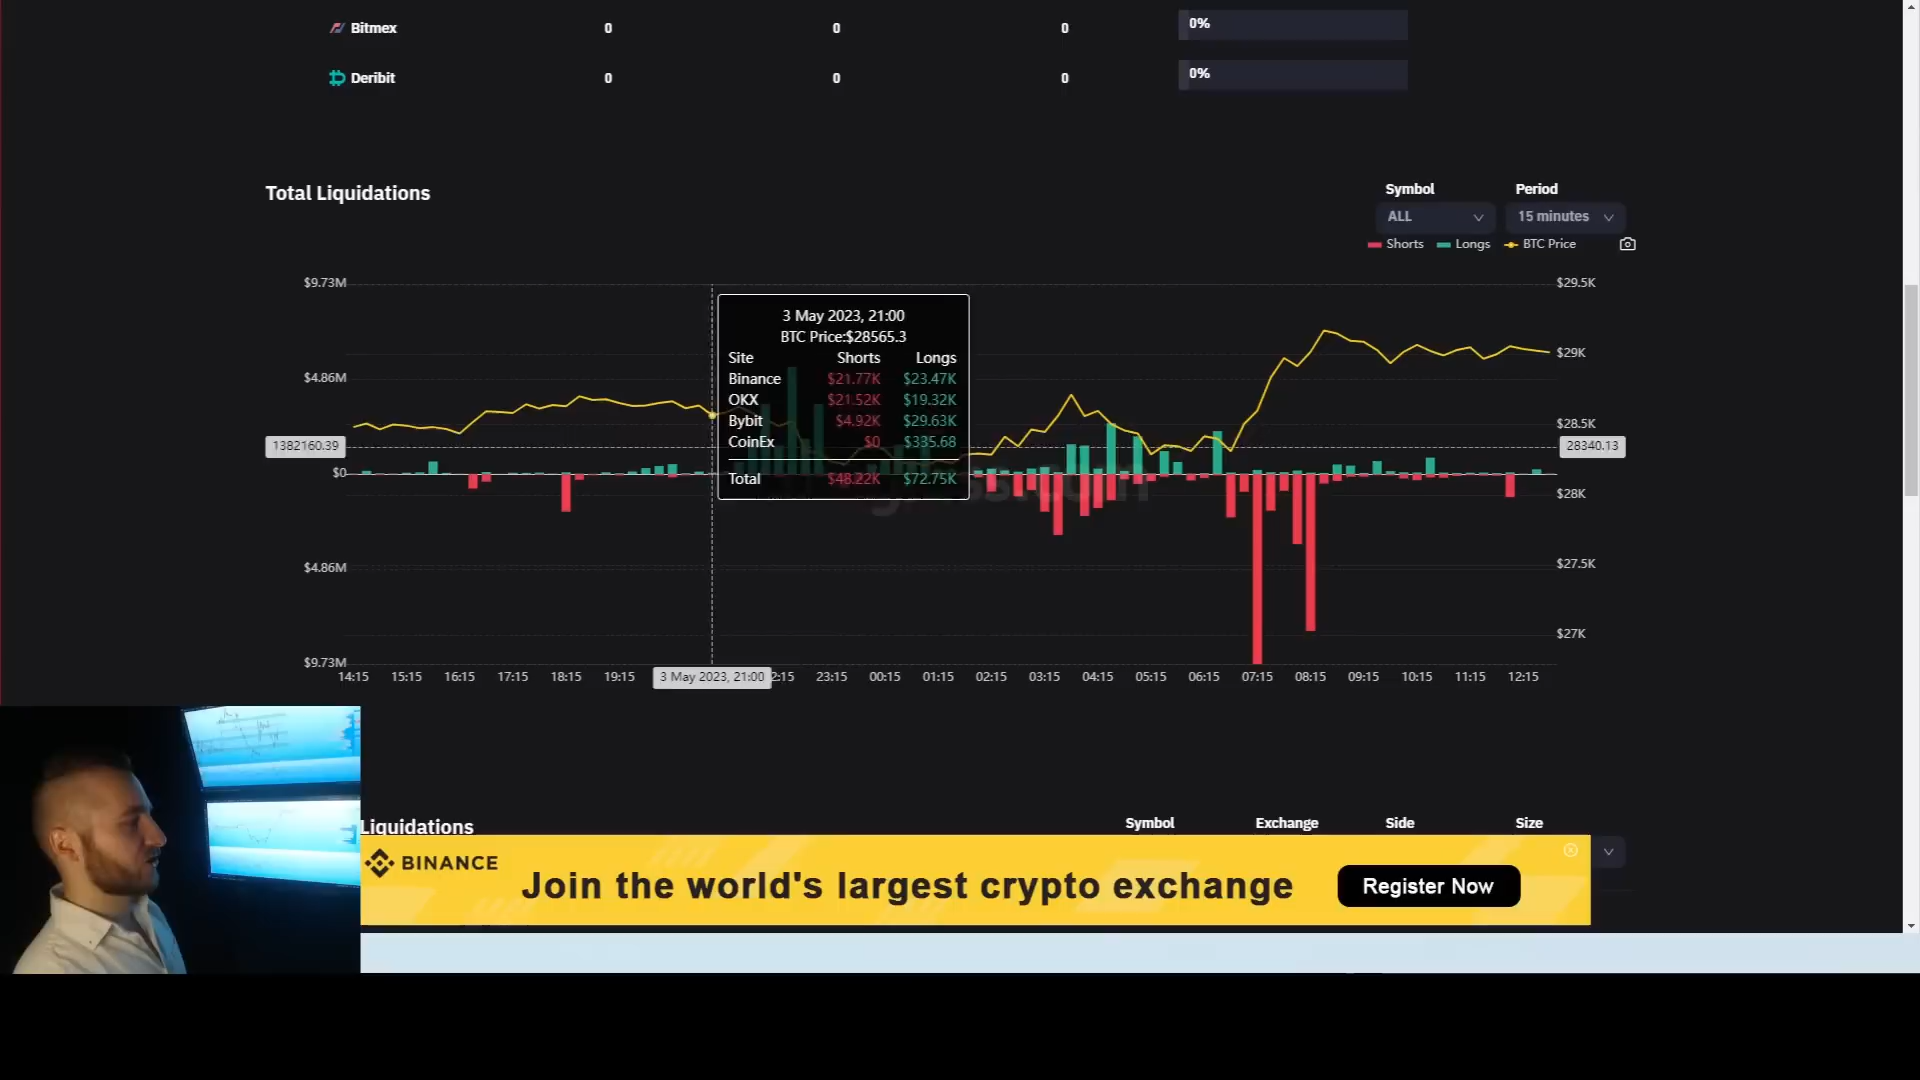 Bitmex 0 0 0 0%
Deribit 0 0 0 0%
Total Liquidations
Symbol Period
ALL 15 minutes
Shorts Longs BTC Price
$9.73M $29.5K
3 May 2023, 21:00
BTC Price:$28565.3
Site Shorts Longs
$29K
$4.86M
Binance $21.77K $23.47K
OKX $21.52K $19.32K
Bybit $4.92K $29.63K
$28.5K
CoinEx $0 $335.68
1382160.39 28340.13
$0
Total $48.22K $72.75K
$28K
$4.86M $27.5K
$27K
$9.73M
14:15 15:15 16:15 17:15 18:15 19:15 3 May 2023, 21:00 2:15 23:15 00:15 01:15 02:15 03:15 04:15 05:15 06:15 07:15 08:15 09:15 10:15 11:15 12:15
Liquidations Symbol Exchange Side Size
BINANCE
Join the world's largest crypto exchange
Register Now